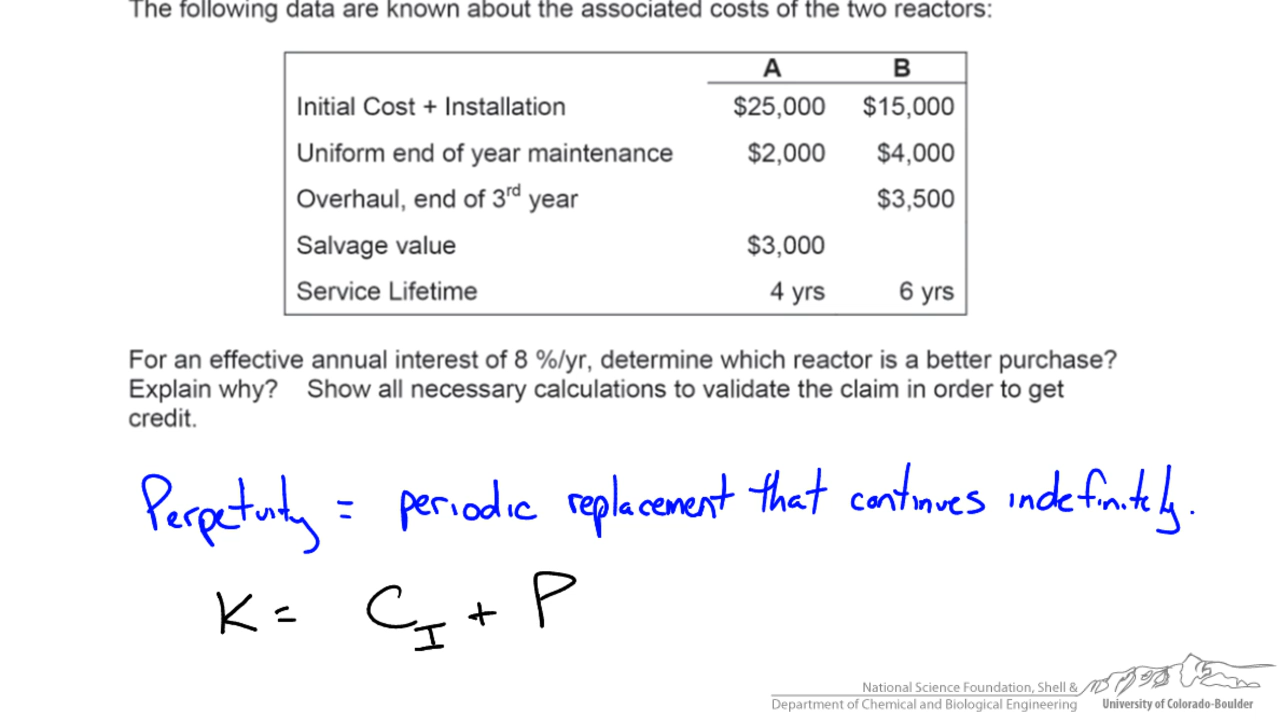 The following data are known about the associated costs of the two reactors:
A B
Initial Cost + Installation $25,000 $15,000
Uniform end of year maintenance $2,000 $4,000
Overhaul, end of 3rd year $3,500
Salvage value $3,000
Service Lifetime 4 yrs 6 yrs
For an effective annual interest of 8 %/yr, determine which reactor is a better purchase?
Explain why? Show all necessary calculations to validate the claim in order to get
credit.
Perpetuity = periodic replacement that continues indefinitely.
K = C_I + P
National Science Foundation, Shell &
Department of Chemical and Biological Engineering University of Colorado-Boulder